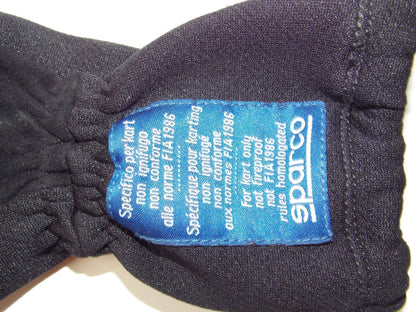 Specifico per kart
non ignifugo
non conforme
alle norme FIA 1986
Spécifique pour karting
non ignifugé
non conforme
aux normes FIA 1986
For kart only
not fireproof
not FIA 1986
rules homologated
sparco